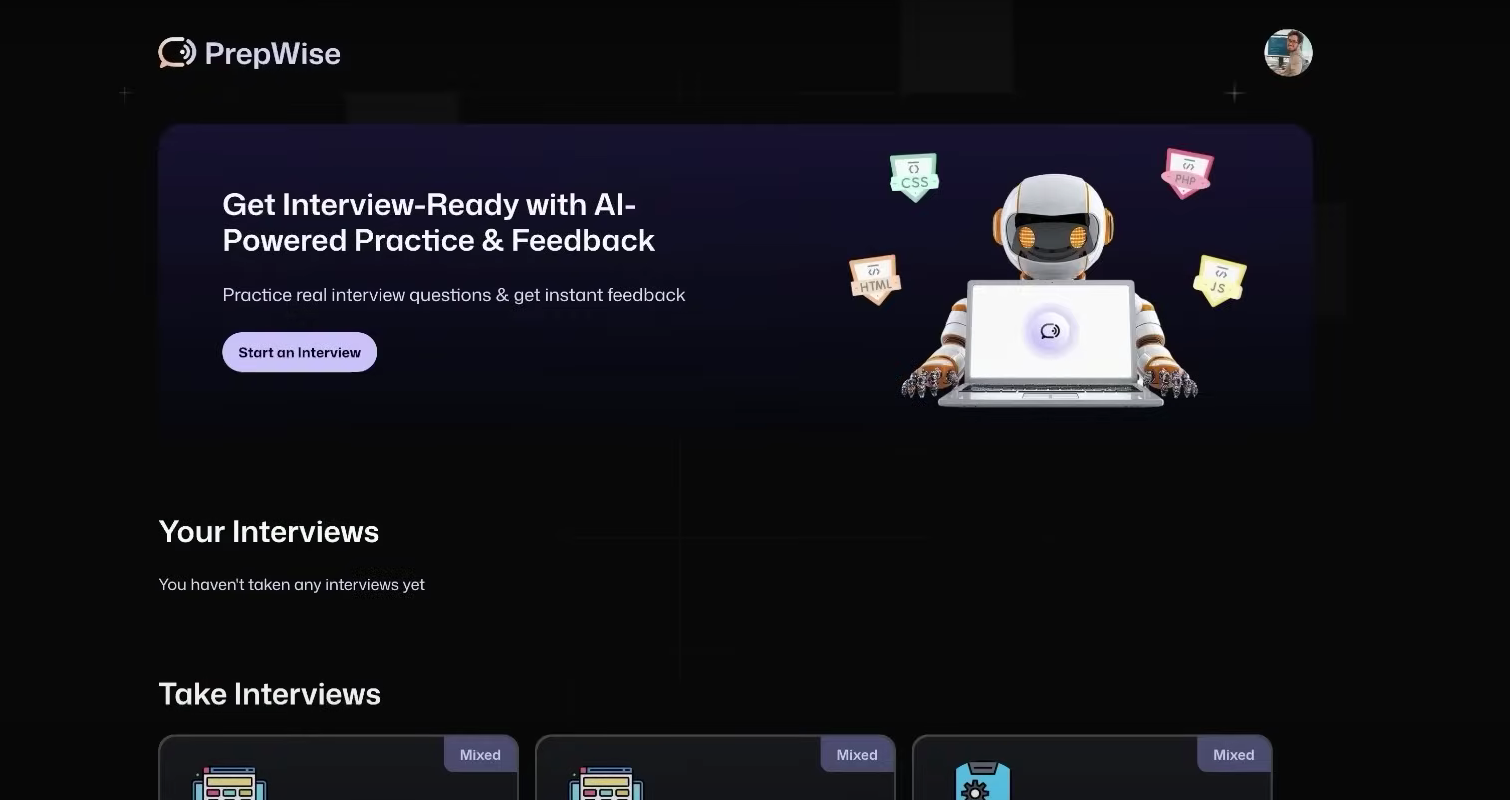 PrepWise
Get Interview-Ready with AI-
Powered Practice & Feedback
Practice real interview questions & get instant feedback
Start an Interview
CSS
PHP
HTML
JS
Your Interviews
You haven't taken any interviews yet
Take Interviews
Mixed
Mixed
Mixed